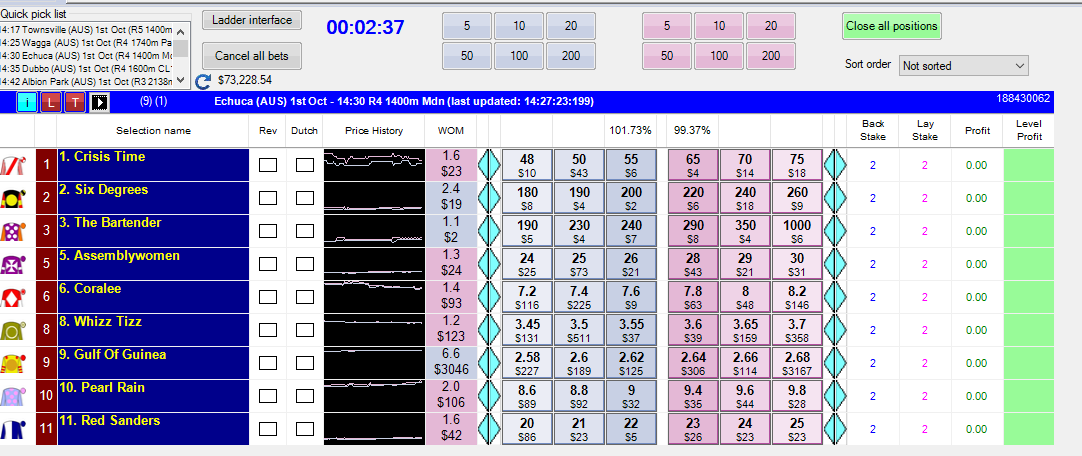 Quick pick list
14:17 Townsville (AUS) 1st Oct (R5 1400m
14:25 Wagga (AUS) 1st Oct (R4 1740m Pa
14:30 Echuca (AUS) 1st Oct (R4 1400m Mo
14:35 Dubbo (AUS) 1st Oct (R4 1600m CL'
14:42 Albion Park (AUS) 1st Oct (R3 2138m
Ladder interface
Cancel all bets
$73,228.54
00:02:37
5 10 20 5 10 20
50 100 200 50 100 200
Close all positions
Sort order Not sorted
i L T (9) (1) Echuca (AUS) 1st Oct - 14:30 R4 1400m Mdn (last updated: 14:27:23:199) 188430062
Selection name Rev Dutch Price History WOM 101.73% 99.37% Back Stake Lay Stake Profit Level Profit
1 1. Crisis Time 1.6 48 50 55 65 70 75 2 2 0.00
$23 $10 $43 $6 $4 $14 $18
2 2. Six Degrees 2.4 180 190 200 220 240 260 2 2 0.00
$19 $8 $4 $2 $6 $18 $9
3 3. The Bartender 1.1 190 230 240 290 350 1000 2 2 0.00
$2 $5 $4 $7 $8 $4 $6
5 5. Assemblywomen 1.3 24 25 26 28 29 30 2 2 0.00
$24 $25 $73 $21 $43 $21 $31
6 6. Coralee 1.4 7.2 7.4 7.6 7.8 8 8.2 2 2 0.00
$93 $116 $225 $9 $63 $48 $146
8 8. Whizz Tizz 1.2 3.45 3.5 3.55 3.6 3.65 3.7 2 2 0.00
$123 $131 $511 $37 $39 $159 $358
9 9. Gulf Of Guinea 6.6 2.58 2.6 2.62 2.64 2.66 2.68 2 2 0.00
$3046 $227 $189 $125 $306 $114 $3167
10 10. Pearl Rain 2.0 8.6 8.8 9 9.4 9.6 9.8 2 2 0.00
$106 $89 $92 $32 $35 $44 $28
11 11. Red Sanders 1.6 20 21 22 23 24 25 2 2 0.00
$42 $86 $23 $5 $26 $23 $23